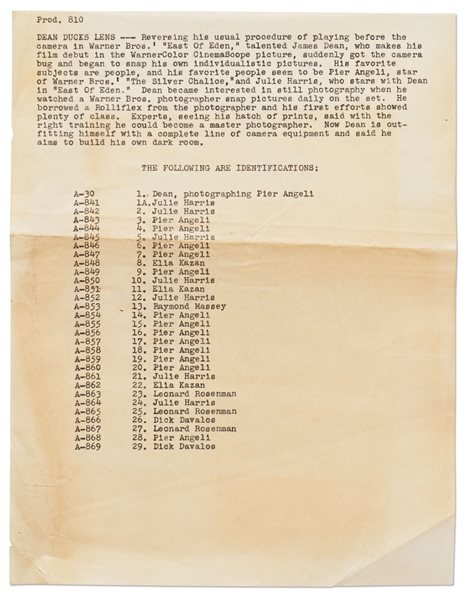 Prod. 810
DEAN DUCKS LENS --- Reversing his usual procedure of playing before the
camera in Warner Bros.' "East Of Eden," talented James Dean, who makes his
film debut in the WarnerColor CinemaScope picture, suddenly got the camera
bug and began to snap his own individualistic pictures. His favorite
subjects are people, and his favorite people seem to be Pier Angeli, star
of Warner Bros.' "The Silver Chalice,"and Julie Harris, who stars with Dean
in "East Of Eden." Dean became interested in still photography when he
watched a Warner Bros. photographer snap pictures daily on the set. He
borrowed a Rolliflex from the photographer and his first efforts showed
plenty of class. Experts, seeing his hatch of prints, said with the
right training he could become a master photographer. Now Dean is out-
fitting himself with a complete line of camera equipment and said he
aims to build his own dark room.
THE FOLLOWING ARE IDENTIFICATIONS:
A-30 1. Dean, photographing Pier Angeli
A-841 1A.Julie Harris
A-842 2. Julie Harris
A-843 3. Pier Angeli
A-844 4. Pier Angeli
A-845 5. Julie Harris
A-846 6. Pier Angeli
A-847 7. Pier Angeli
A-848 8. Elia Kazan
A-849 9. Pier Angeli
A-850 10. Julie Harris
A-851 11. Elia Kazan
A-852 12. Julie Harris
A-853 13. Raymond Massey
A-854 14. Pier Angeli
A-855 15. Pier Angeli
A-856 16. Pier Angeli
A-857 17. Pier Angeli
A-858 18. Pier Angeli
A-859 19. Pier Angeli
A-860 20. Pier Angeli
A-861 21. Julie Harris
A-862 22. Elia Kazan
A-863 23. Leonard Rosenman
A-864 24. Julie Harris
A-865 25. Leonard Rosenman
A-866 26. Dick Davalos
A-867 27. Leonard Rosenman
A-868 28. Pier Angeli
A-869 29. Dick Davalos